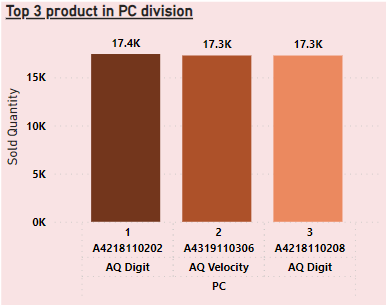 Top 3 product in PC division
17.4K 17.3K 17.3K
15K
10K
5K
0K
Sold Quantity
1 2 3
A4218110202 A4319110306 A4218110208
AQ Digit AQ Velocity AQ Digit
PC